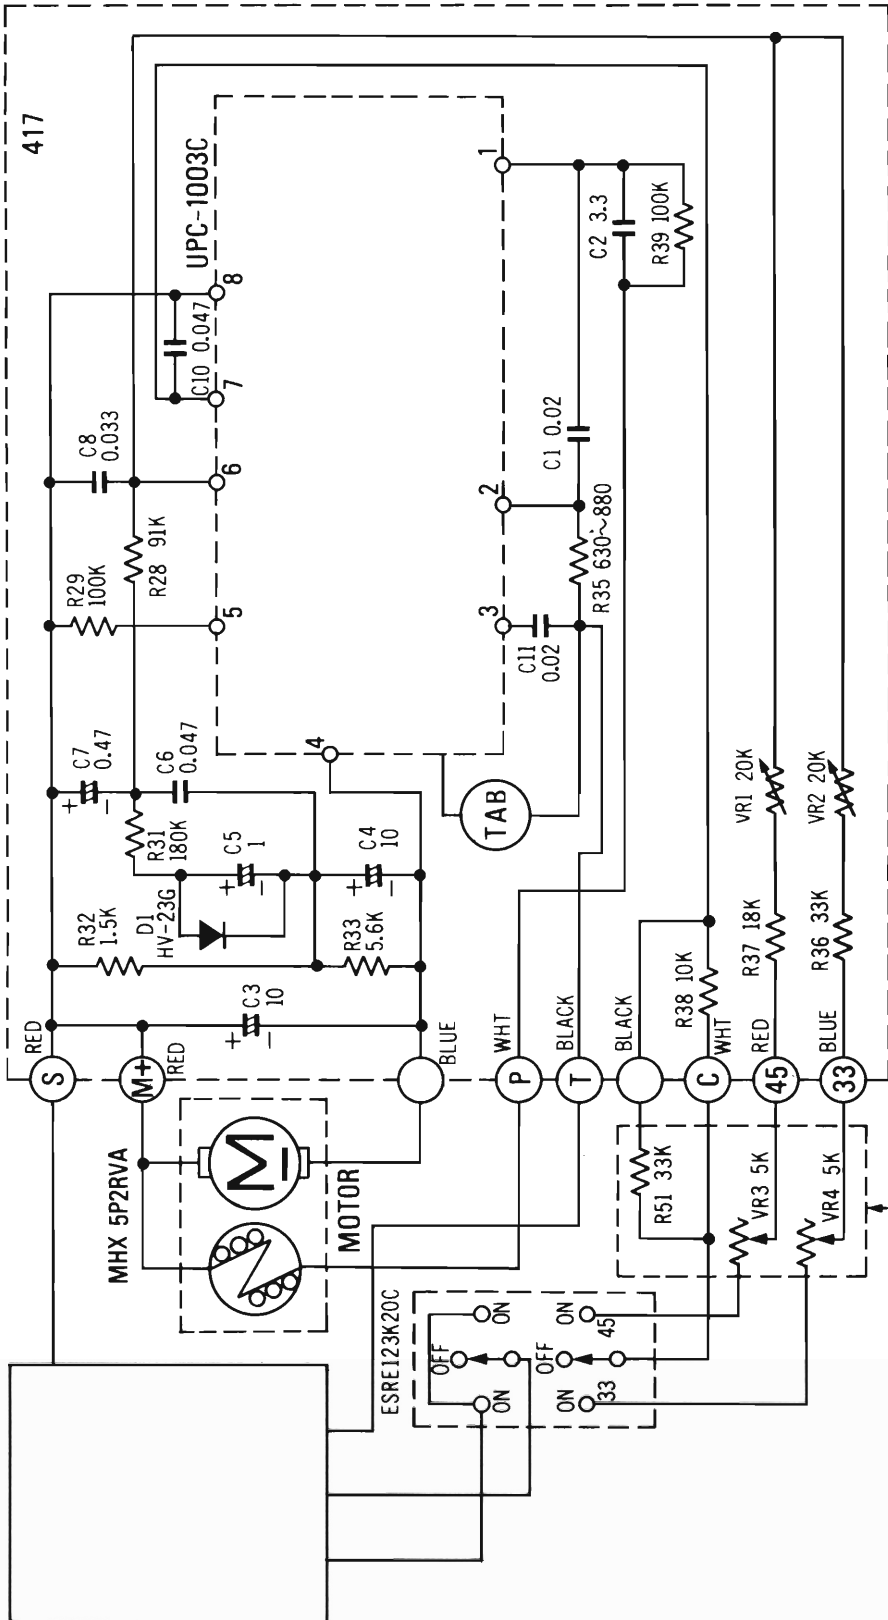 417
UPC-1003C
1
2
3
4
5
6
7
8
C10 0.047
C8
0.033
R28 91K
R29
100K
C7
0.47
+
-
C6
0.047
R31
180K
C5
1
+
-
C4
10
+
-
D1
HV-23G
R32
1.5K
R33
5.6K
C3
10
+
-
C2 3.3
R39 100K
C1 0.02
R35 630~880
C11
0.02
TAB
VR1 20K
VR2 20K
R37 18K
R36 33K
R38 10K
RED
RED
BLUE
WHT
BLACK
BLACK
WHT
RED
BLUE
S
M+
P
T
C
45
33
MHX 5P2RVA
M
MOTOR
R51 33K
VR3 5K
VR4 5K
ESRE123K20C
ON
OFF
ON
ON
45
OFF
ON
33